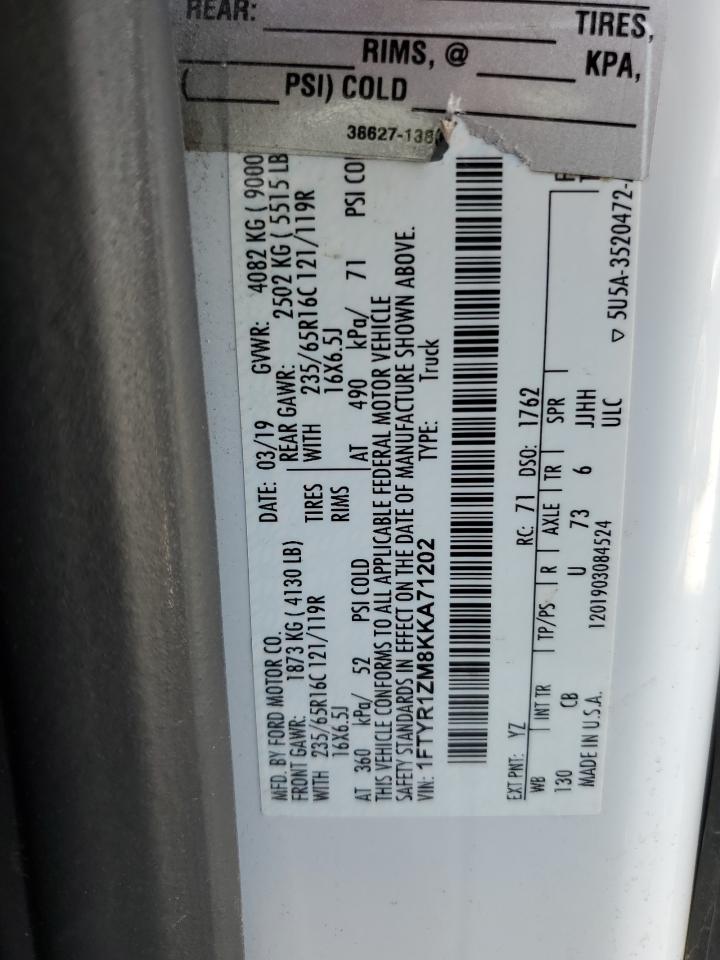 REAR:
TIRES,
RIMS, @ KPA,
( PSI) COLD
38627-138
MFD. BY FORD MOTOR CO. DATE: 03/19 GVWR: 4082 KG ( 9000
FRONT GAWR: 1873 KG ( 4130 LB) REAR GAWR: 2502 KG ( 5515 LB
WITH 235/65R16C 121/119R TIRES WITH 235/65R16C 121/119R
16X6.5J RIMS 16X6.5J
AT 360 kPa/ 52 PSI COLD AT 490 kPa/ 71 PSI CO
THIS VEHICLE CONFORMS TO ALL APPLICABLE FEDERAL MOTOR VEHICLE
SAFETY STANDARDS IN EFFECT ON THE DATE OF MANUFACTURE SHOWN ABOVE.
VIN: 1FTYR1ZM8KKA71202 TYPE: Truck
EXT PNT: YZ RC: 71 DSO: 1762
WB INT TR TP/PS R AXLE TR SPR
130 CB U 73 6 JJHH
MADE IN U.S.A. 1201903084524 ULC ▽ 5U5A-3520472-